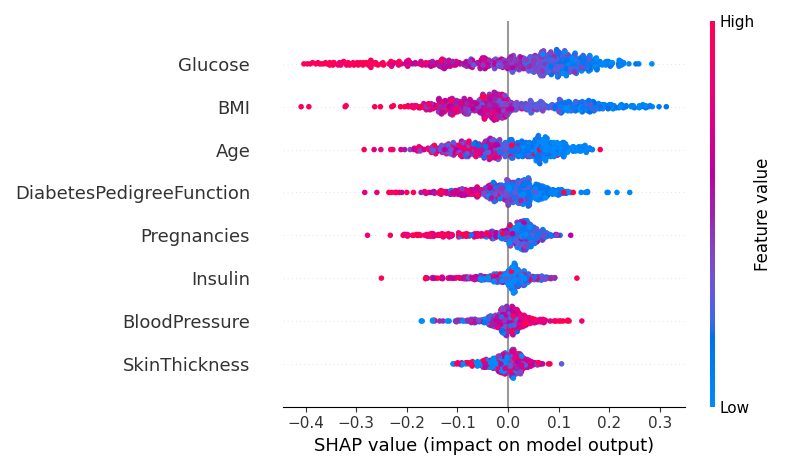 High
Glucose
BMI
Age
DiabetesPedigreeFunction
Pregnancies
Insulin
BloodPressure
SkinThickness
Feature value
Low
−0.4 −0.3 −0.2 −0.1 0.0 0.1 0.2 0.3
SHAP value (impact on model output)